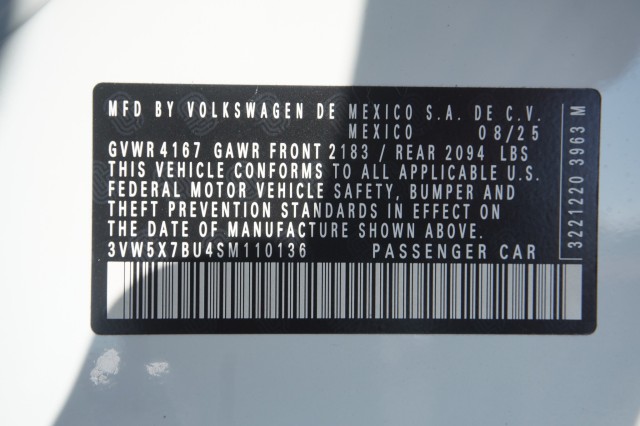 MFD BY VOLKSWAGEN DE MEXICO S.A. DE C.V.
MEXICO 08/25
GVWR 4167 GAWR FRONT 2183 / REAR 2094 LBS
THIS VEHICLE CONFORMS TO ALL APPLICABLE U.S.
FEDERAL MOTOR VEHICLE SAFETY, BUMPER AND
THEFT PREVENTION STANDARDS IN EFFECT ON
THE DATE OF MANUFACTURE SHOWN ABOVE.
3VW5X7BU4SM110136 PASSENGER CAR
3221220 3963 M